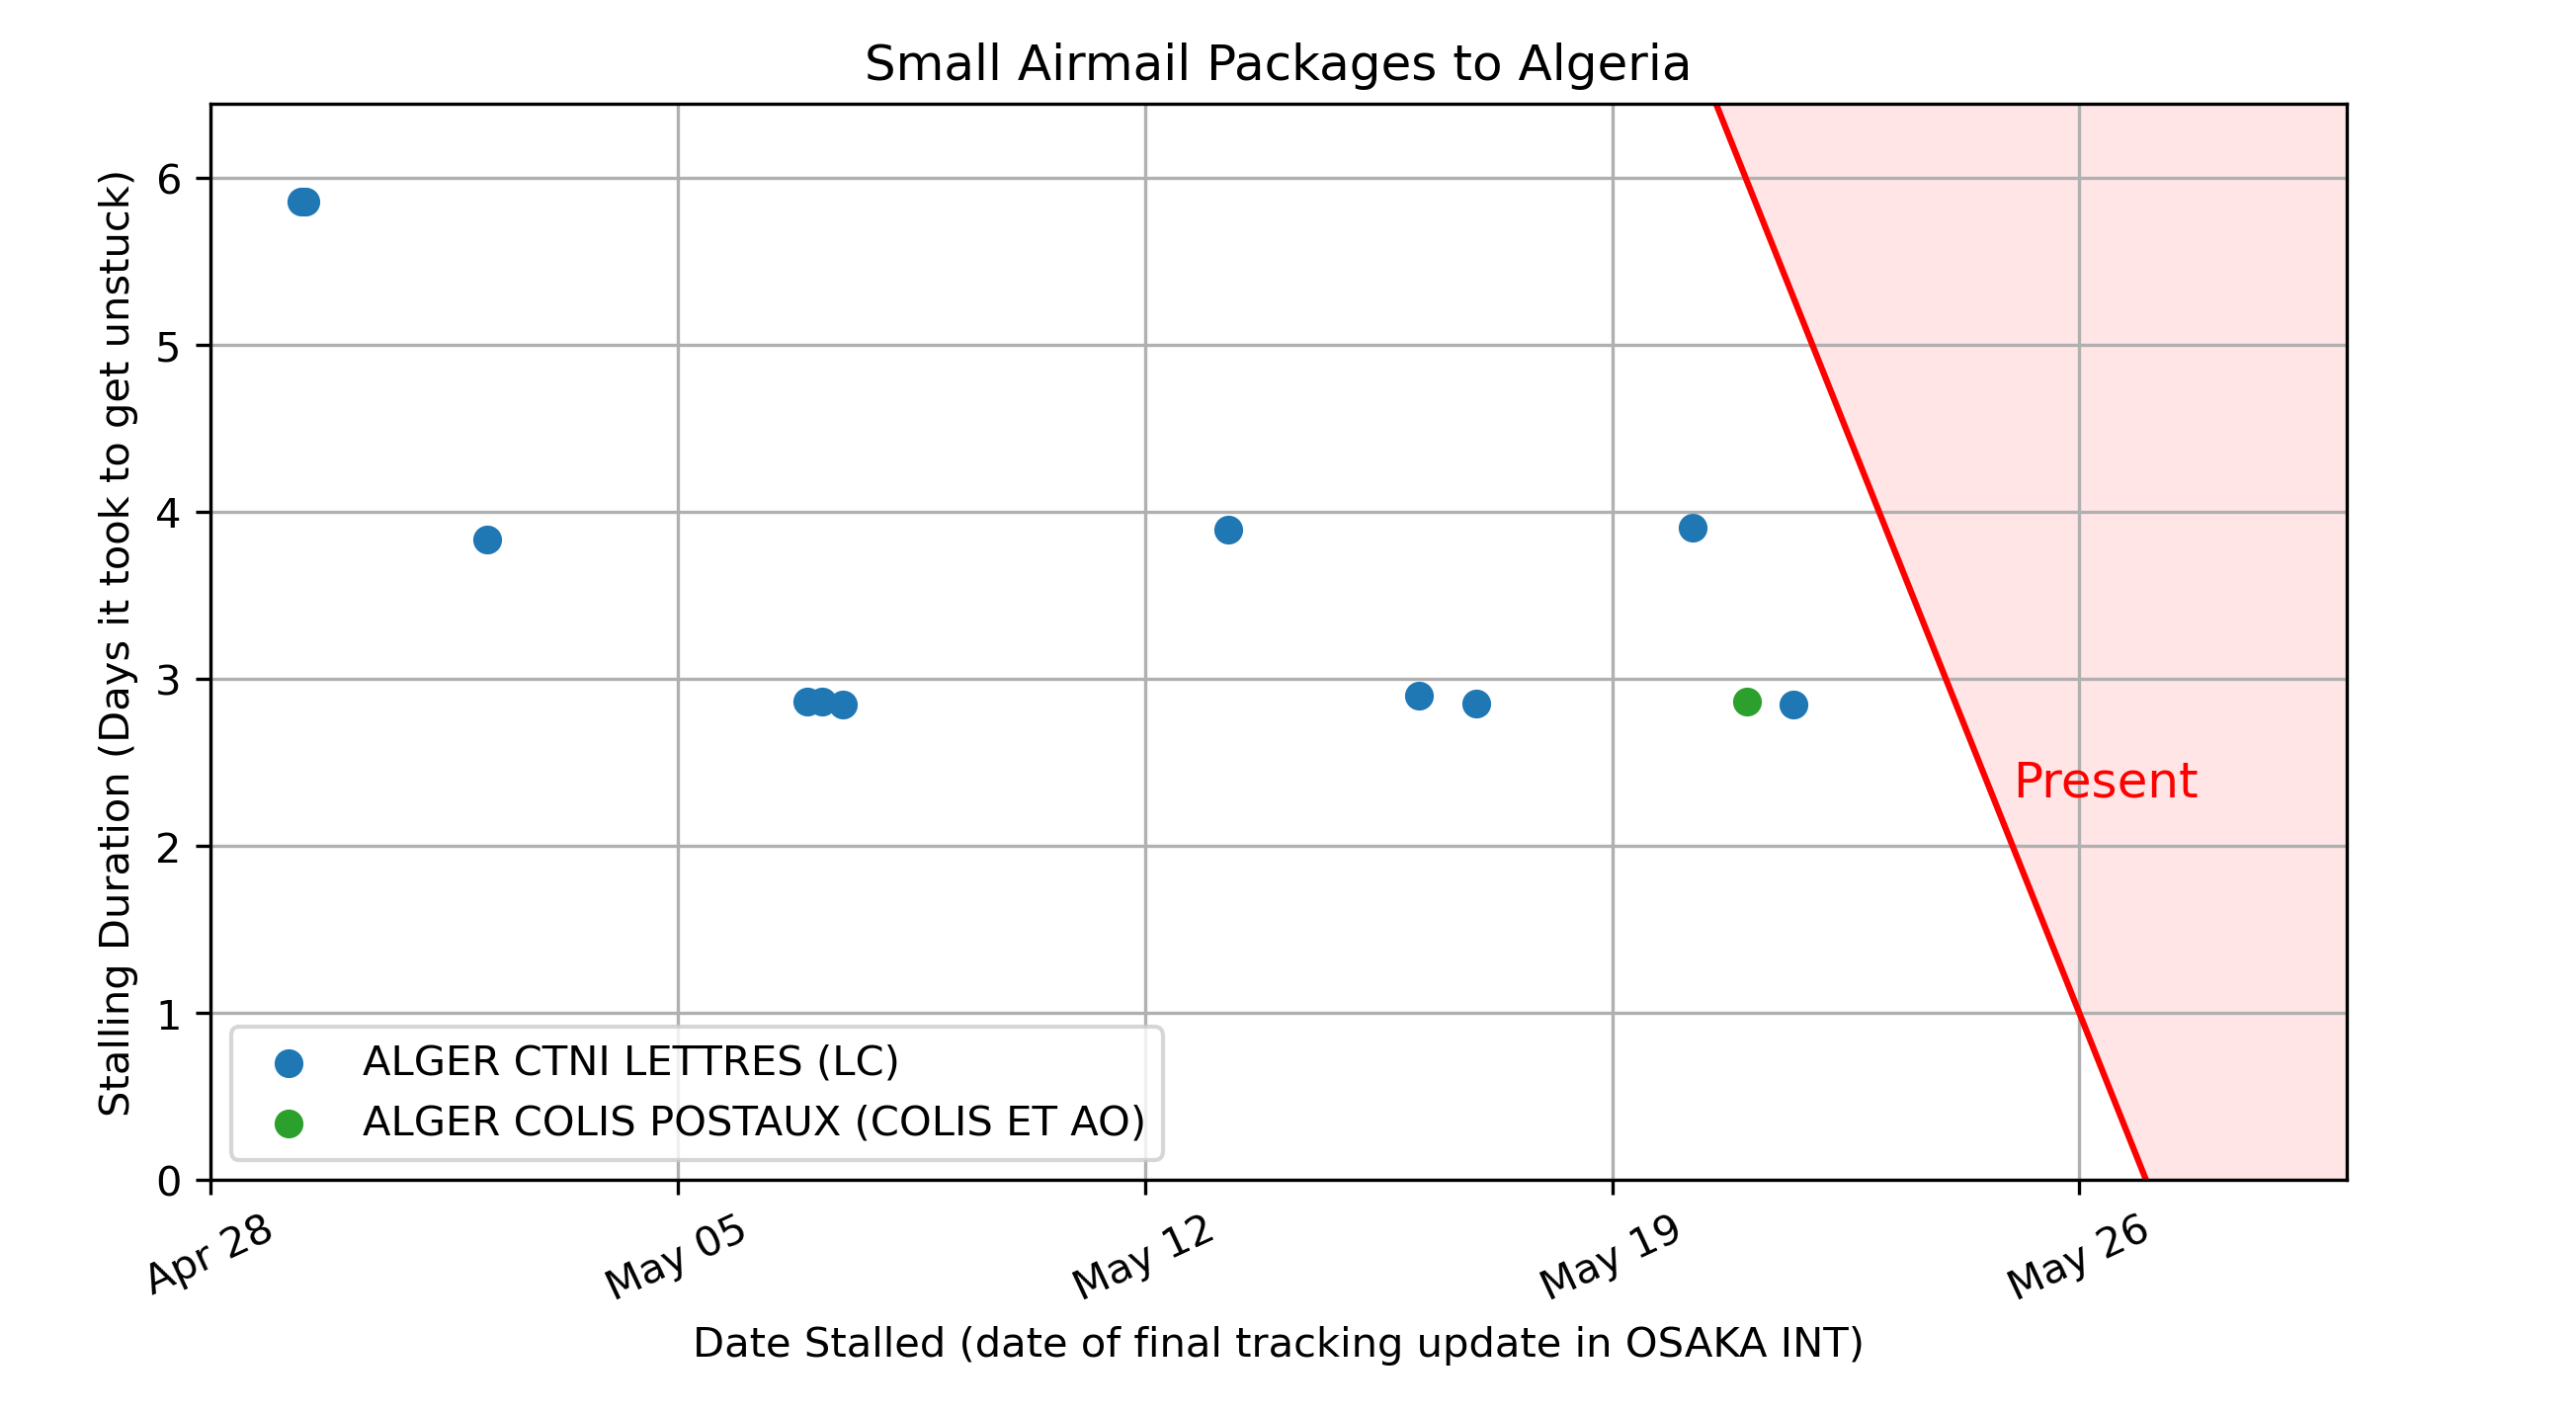 Small Airmail Packages to Algeria
Stalling Duration (Days it took to get unstuck)
6
5
4
3
2
1
0
Present
ALGER CTNI LETTRES (LC)
ALGER COLIS POSTAUX (COLIS ET AO)
Apr 28
May 05
May 12
May 19
May 26
Date Stalled (date of final tracking update in OSAKA INT)